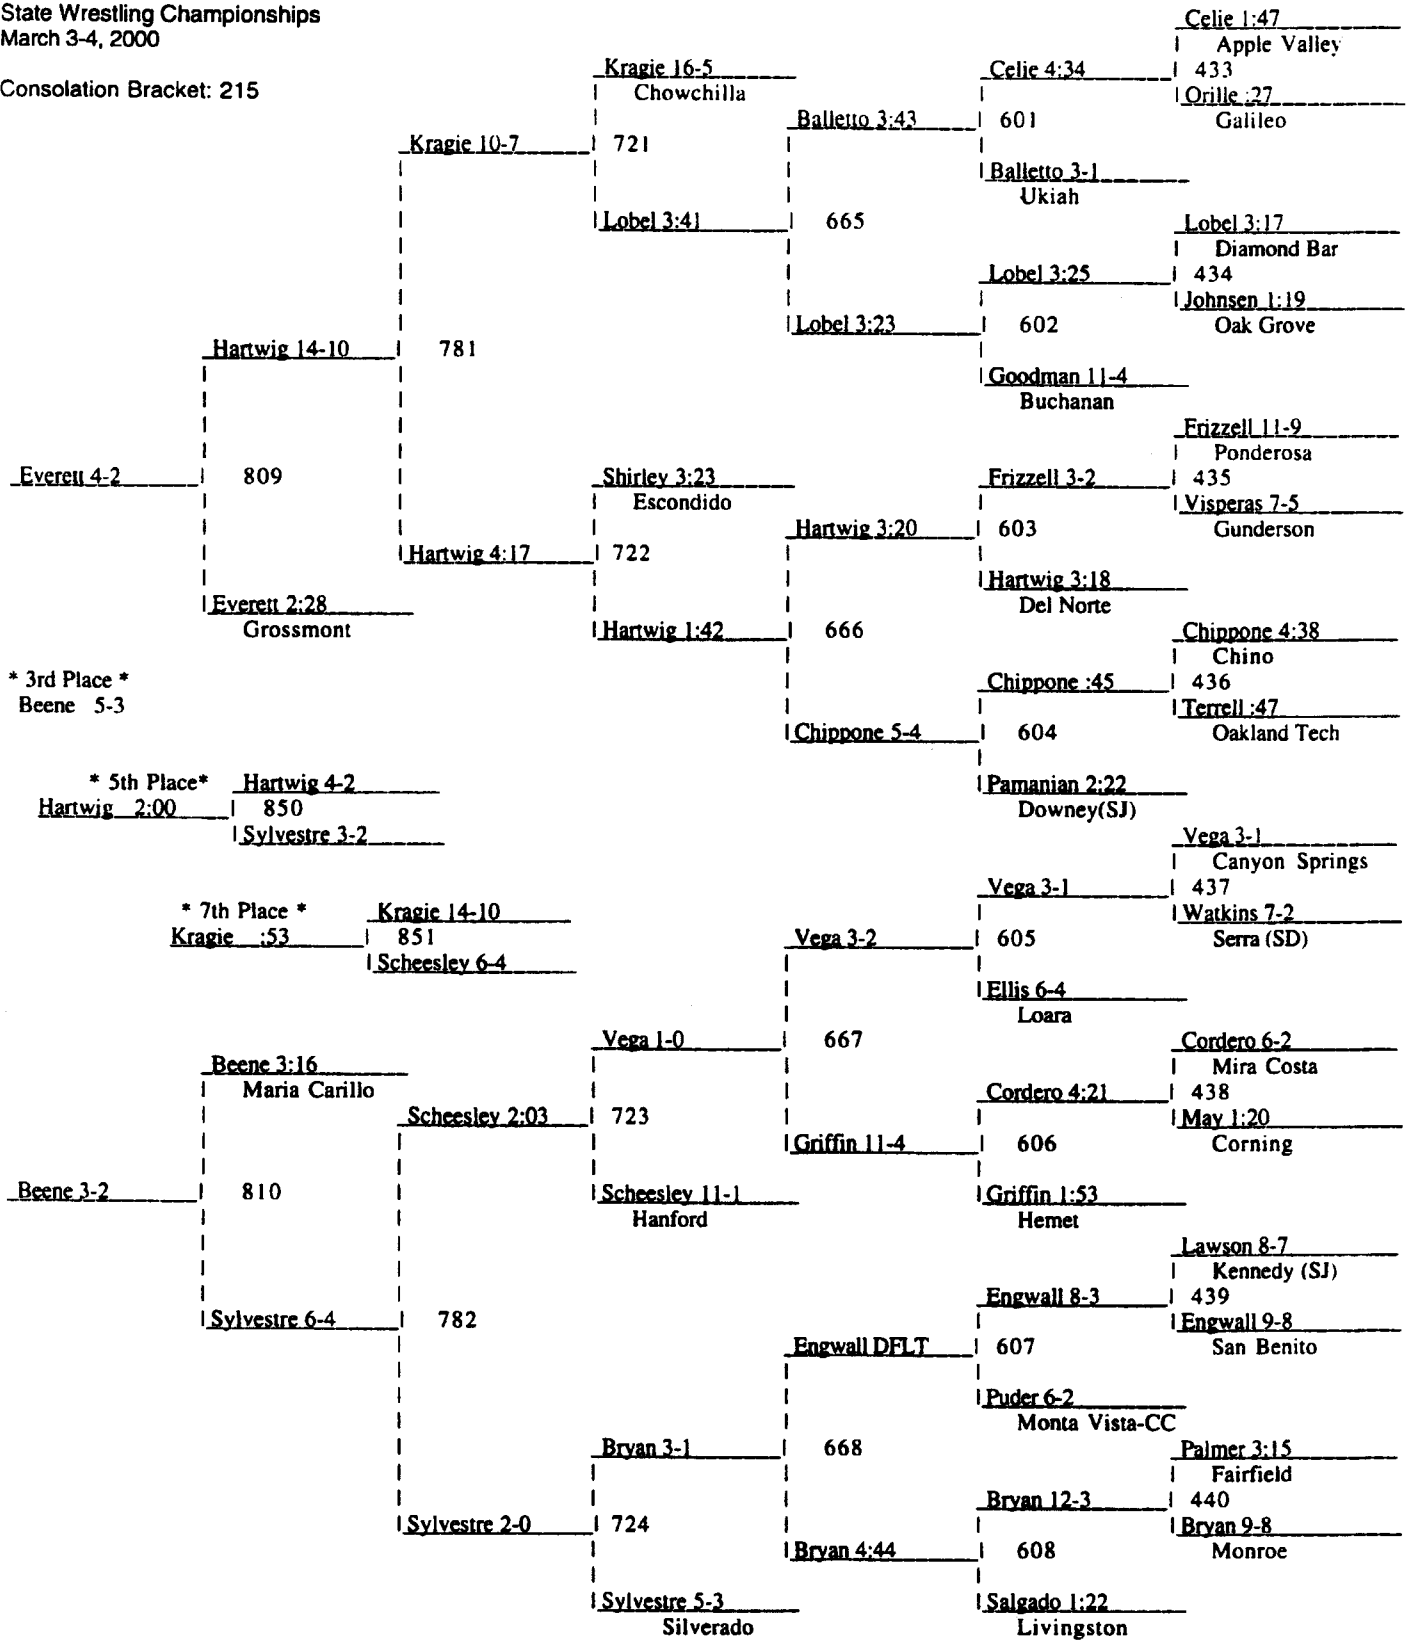 State Wrestling Championships
March 3-4, 2000
Consolation Bracket: 215
Celie 1:47
Apple Valley
433
Orille :27
Galileo
Celie 4:34
601
Balletto 3-1
Ukiah
Kragie 16-5
Chowchilla
Balletto 3:43
Kragie 10-7
721
Lobel 3:41
665
Lobel 3:17
Diamond Bar
434
Johnsen 1:19
Oak Grove
Lobel 3:25
602
Lobel 3:23
Goodman 11-4
Buchanan
Hartwig 14-10
781
Everett 4-2
809
Frizzell 11-9
Ponderosa
435
Visperas 7-5
Gunderson
Frizzell 3-2
603
Hartwig 3:18
Del Norte
Shirley 3:23
Escondido
Hartwig 3:20
Hartwig 4:17
722
Hartwig 1:42
666
Everett 2:28
Grossmont
Chippone 4:38
Chino
436
Terrell :47
Oakland Tech
Chippone :45
604
Chippone 5-4
Pamanian 2:22
Downey(SJ)
* 3rd Place *
Beene 5-3
* 5th Place*
Hartwig 4-2
Hartwig 2:00
850
Sylvestre 3-2
* 7th Place *
Kragie 14-10
Kragie :53
851
Scheesley 6-4
Vega 3-1
Canyon Springs
437
Watkins 7-2
Serra (SD)
Vega 3-1
605
Vega 3-2
Ellis 6-4
Loara
Vega 1-0
667
Beene 3:16
Maria Carillo
Scheesley 2:03
723
Scheesley 11-1
Hanford
Cordero 6-2
Mira Costa
438
May 1:20
Corning
Cordero 4:21
606
Griffin 11-4
Griffin 1:53
Hemet
Beene 3-2
810
Sylvestre 6-4
782
Lawson 8-7
Kennedy (SJ)
439
Engwall 9-8
San Benito
Engwall 8-3
607
Engwall DFLT
Puder 6-2
Monta Vista-CC
Bryan 3-1
668
Palmer 3:15
Fairfield
440
Bryan 9-8
Monroe
Bryan 12-3
608
Bryan 4:44
Sylvestre 2-0
724
Sylvestre 5-3
Silverado
Salgado 1:22
Livingston